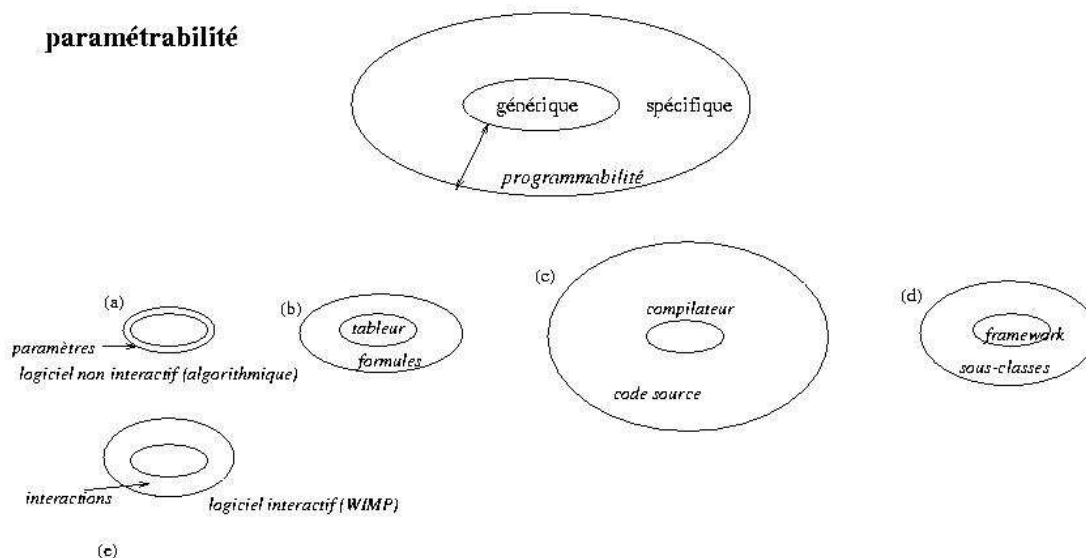 paramétrabilité
générique
spécifique
programmabilité
(a)
(b)
(c)
(d)
tableur
compilateur
framework
paramètres
formules
sous-classes
logiciel non interactif (algorithmique)
code source
interactions
logiciel interactif (WIMP)
(e)